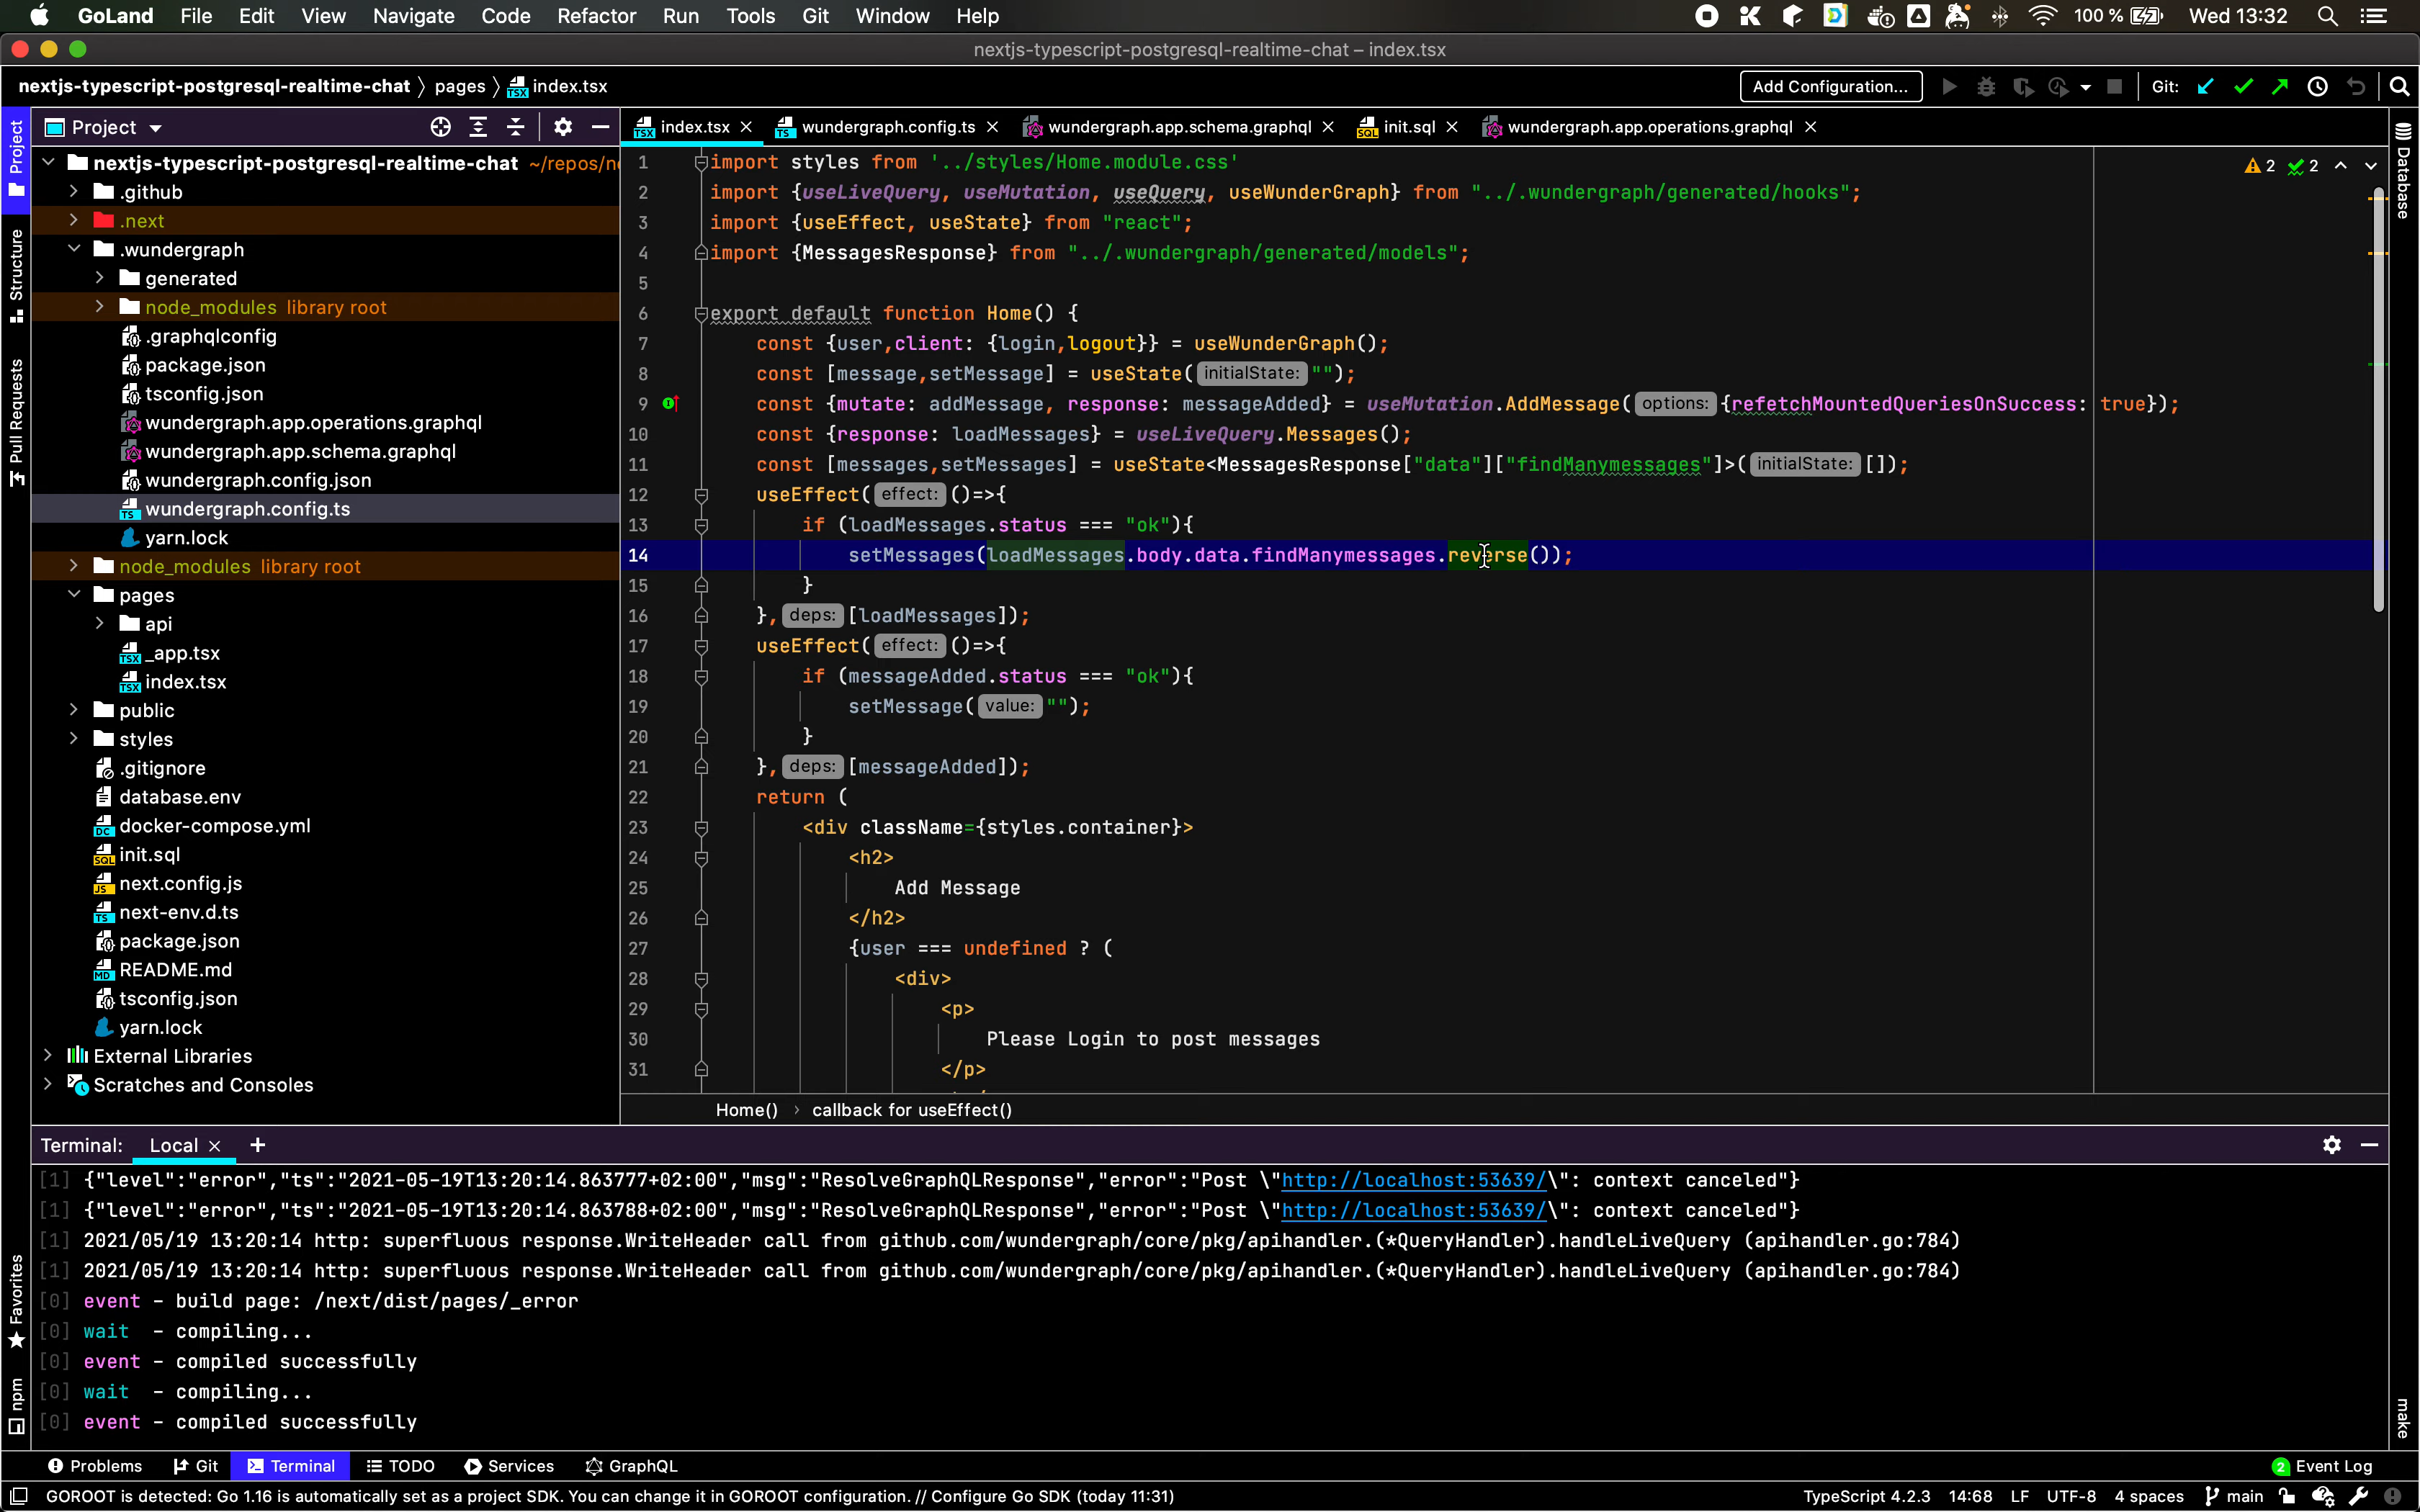 GoLand File Edit View Navigate Code Refactor Run Tools Git Window Help 100 % Wed 13:32
nextjs-typescript-postgresql-realtime-chat – index.tsx
nextjs-typescript-postgresql-realtime-chat pages index.tsx Add Configuration... Git:
Project
Structure
Pull Requests
Favorites
npm
Project
nextjs-typescript-postgresql-realtime-chat ~/repos/n
.github
.next
.wundergraph
generated
node_modules library root
.graphqlconfig
package.json
tsconfig.json
wundergraph.app.operations.graphql
wundergraph.app.schema.graphql
wundergraph.config.json
wundergraph.config.ts
yarn.lock
node_modules library root
pages
api
_app.tsx
index.tsx
public
styles
.gitignore
database.env
docker-compose.yml
init.sql
next.config.js
next-env.d.ts
package.json
README.md
tsconfig.json
yarn.lock
External Libraries
Scratches and Consoles
index.tsx wundergraph.config.ts wundergraph.app.schema.graphql init.sql wundergraph.app.operations.graphql
2 2
1 import styles from '../styles/Home.module.css'
2 import {useLiveQuery, useMutation, useQuery, useWunderGraph} from "../.wundergraph/generated/hooks";
3 import {useEffect, useState} from "react";
4 import {MessagesResponse} from "../.wundergraph/generated/models";
5
6 export default function Home() {
7 const {user,client: {login,logout}} = useWunderGraph();
8 const [message,setMessage] = useState( initialState: "");
9 const {mutate: addMessage, response: messageAdded} = useMutation.AddMessage( options: {refetchMountedQueriesOnSuccess: true});
10 const {response: loadMessages} = useLiveQuery.Messages();
11 const [messages,setMessages] = useState<MessagesResponse["data"]["findManymessages"]>( initialState: []);
12 useEffect( effect: ()=>{
13 if (loadMessages.status === "ok"){
14 setMessages(loadMessages.body.data.findManymessages.reverse());
15 }
16 }, deps: [loadMessages]);
17 useEffect( effect: ()=>{
18 if (messageAdded.status === "ok"){
19 setMessage( value: "");
20 }
21 }, deps: [messageAdded]);
22 return (
23 <div className={styles.container}>
24 <h2>
25 Add Message
26 </h2>
27 {user === undefined ? (
28 <div>
29 <p>
30 Please Login to post messages
31 </p>
Home() › callback for useEffect()
Database
make
Terminal: Local
[1] {"level":"error","ts":"2021-05-19T13:20:14.863777+02:00","msg":"ResolveGraphQLResponse","error":"Post \"http://localhost:53639/\": context canceled"}
[1] {"level":"error","ts":"2021-05-19T13:20:14.863788+02:00","msg":"ResolveGraphQLResponse","error":"Post \"http://localhost:53639/\": context canceled"}
[1] 2021/05/19 13:20:14 http: superfluous response.WriteHeader call from github.com/wundergraph/core/pkg/apihandler.(*QueryHandler).handleLiveQuery (apihandler.go:784)
[1] 2021/05/19 13:20:14 http: superfluous response.WriteHeader call from github.com/wundergraph/core/pkg/apihandler.(*QueryHandler).handleLiveQuery (apihandler.go:784)
[0] event - build page: /next/dist/pages/_error
[0] wait - compiling...
[0] event - compiled successfully
[0] wait - compiling...
[0] event - compiled successfully
Problems Git Terminal TODO Services GraphQL 2 Event Log
GOROOT is detected: Go 1.16 is automatically set as a project SDK. You can change it in GOROOT configuration. // Configure Go SDK (today 11:31) TypeScript 4.2.3 14:68 LF UTF-8 4 spaces main